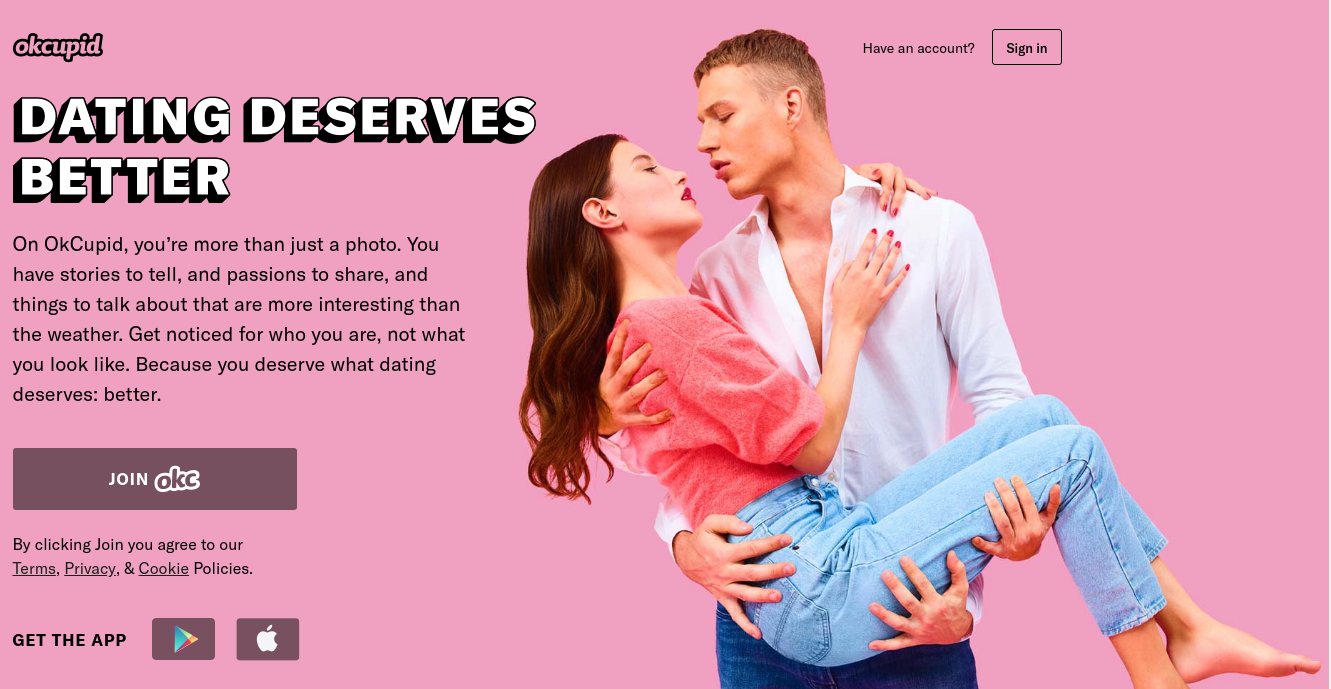 okcupid
Have an account? Sign in
DATING DESERVES
BETTER
On OkCupid, you’re more than just a photo. You
have stories to tell, and passions to share, and
things to talk about that are more interesting than
the weather. Get noticed for who you are, not what
you look like. Because you deserve what dating
deserves: better.
JOIN okc
By clicking Join you agree to our
Terms, Privacy, & Cookie Policies.
GET THE APP